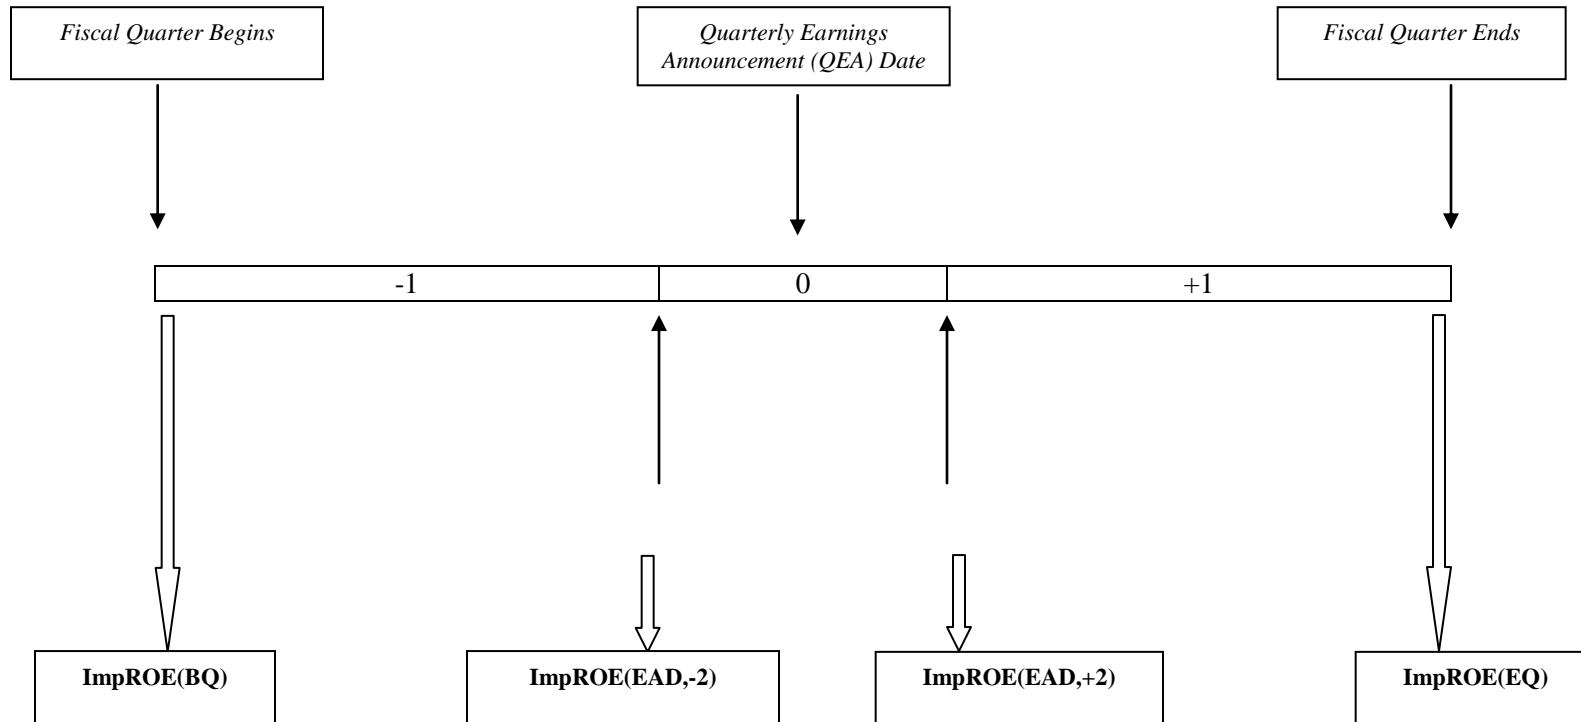 Fiscal Quarter Begins
Quarterly Earnings
Announcement (QEA) Date
Fiscal Quarter Ends
-1
0
+1
ImpROE(BQ)
ImpROE(EAD,-2)
ImpROE(EAD,+2)
ImpROE(EQ)